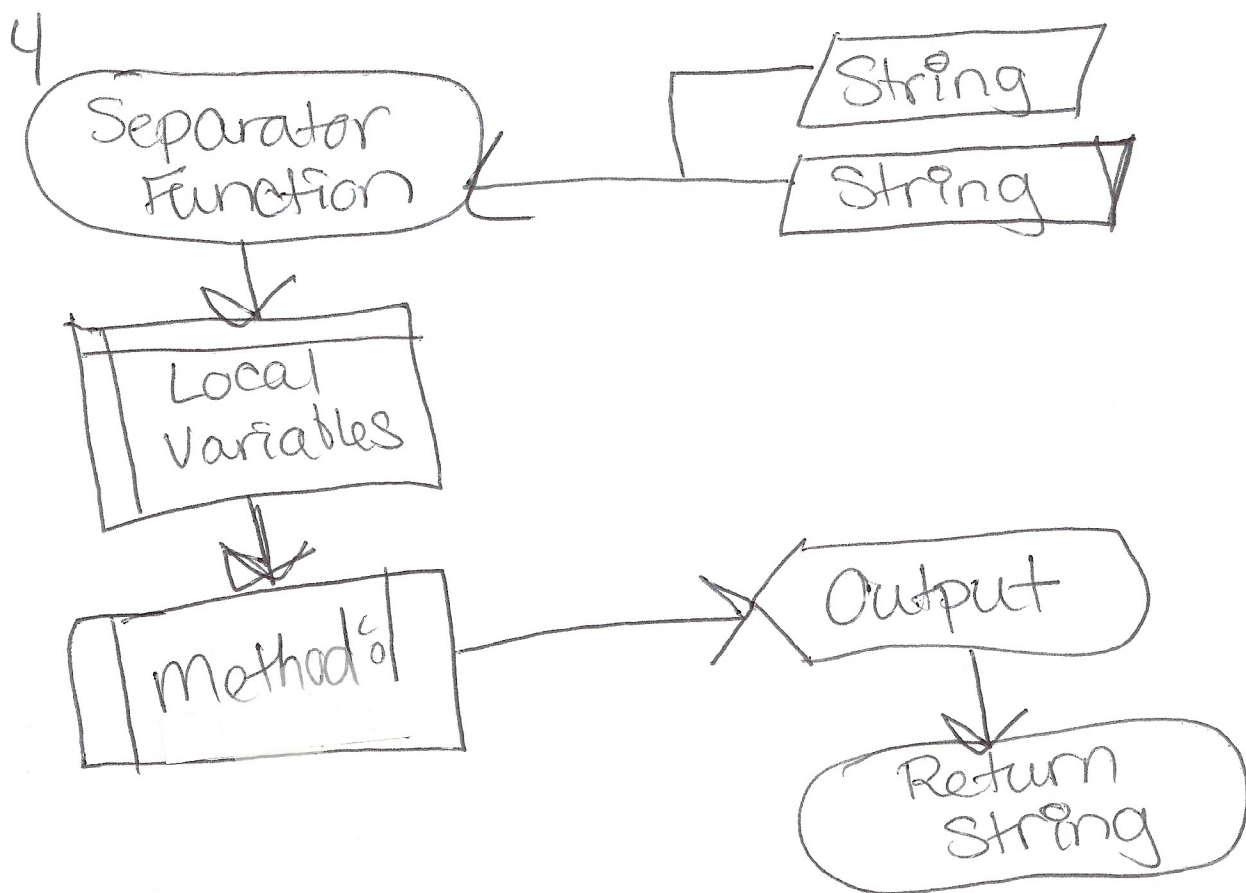 4
Separator
Function
String
String
Local
Variables
Method
Output
Return
String